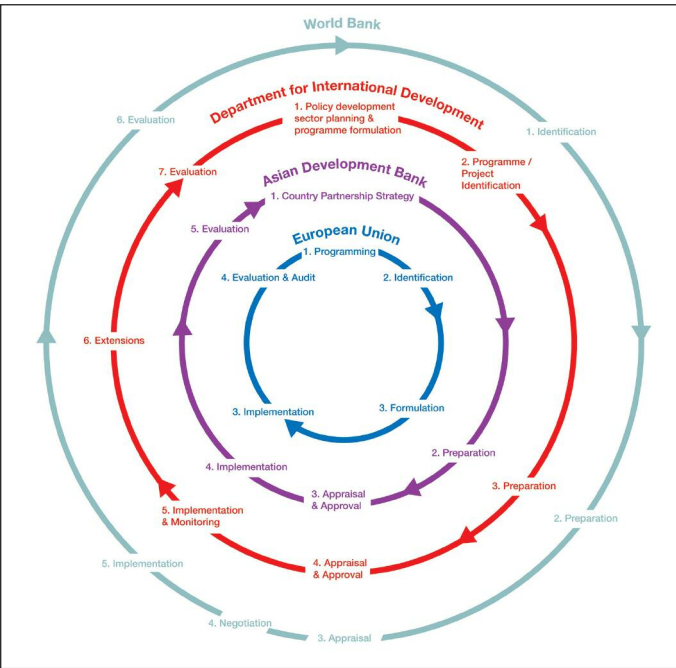 World Bank
1. Identification
2. Preparation
3. Appraisal
4. Negotiation
5. Implementation
6. Evaluation
Department for International Development
1. Policy development
sector planning &
programme formulation
2. Programme /
Project
Identification
3. Preparation
4. Appraisal
& Approval
5. Implementation
& Monitoring
6. Extensions
7. Evaluation
Asian Development Bank
1. Country Partnership Strategy
2. Preparation
3. Appraisal
& Approval
4. Implementation
5. Evaluation
European Union
1. Programming
2. Identification
3. Formulation
3. Implementation
4. Evaluation & Audit